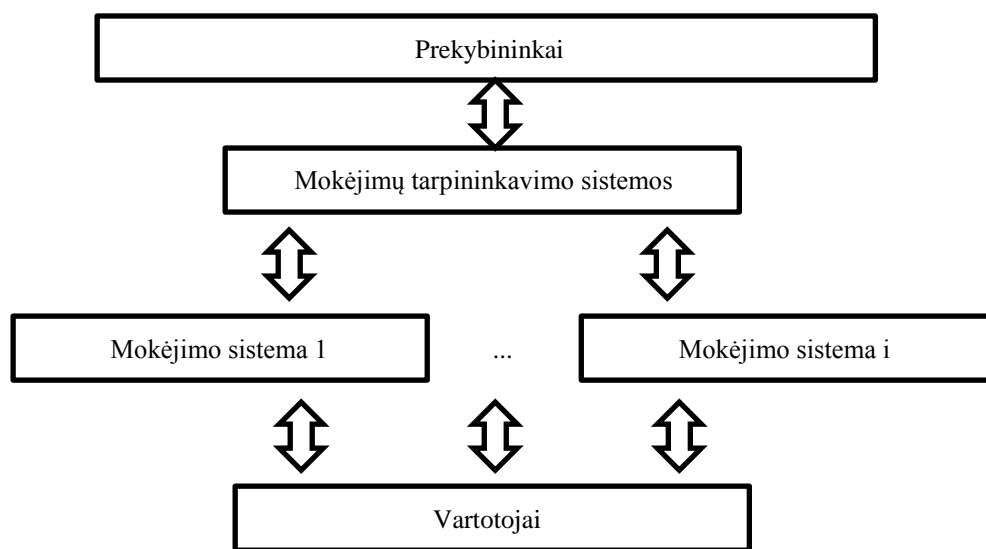 Prekybininkai
Mokėjimų tarpininkavimo sistemos
Mokėjimo sistema 1
...
Mokėjimo sistema i
Vartotojai